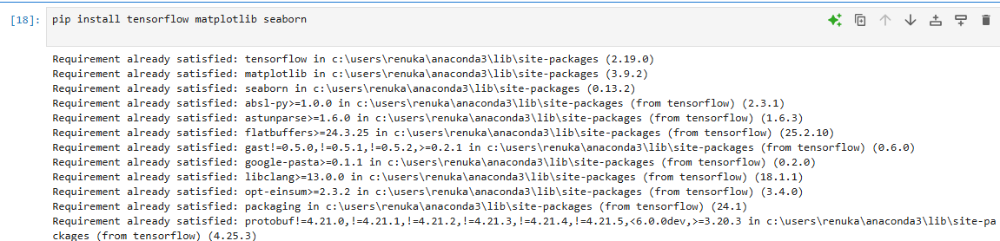 [18]: pip install tensorflow matplotlib seaborn
Requirement already satisfied: tensorflow in c:\users\renuka\anaconda3\lib\site-packages (2.19.0)
Requirement already satisfied: matplotlib in c:\users\renuka\anaconda3\lib\site-packages (3.9.2)
Requirement already satisfied: seaborn in c:\users\renuka\anaconda3\lib\site-packages (0.13.2)
Requirement already satisfied: absl-py>=1.0.0 in c:\users\renuka\anaconda3\lib\site-packages (from tensorflow) (2.3.1)
Requirement already satisfied: astunparse>=1.6.0 in c:\users\renuka\anaconda3\lib\site-packages (from tensorflow) (1.6.3)
Requirement already satisfied: flatbuffers>=24.3.25 in c:\users\renuka\anaconda3\lib\site-packages (from tensorflow) (25.2.10)
Requirement already satisfied: gast!=0.5.0,!=0.5.1,!=0.5.2,>=0.2.1 in c:\users\renuka\anaconda3\lib\site-packages (from tensorflow) (0.6.0)
Requirement already satisfied: google-pasta>=0.1.1 in c:\users\renuka\anaconda3\lib\site-packages (from tensorflow) (0.2.0)
Requirement already satisfied: libclang>=13.0.0 in c:\users\renuka\anaconda3\lib\site-packages (from tensorflow) (18.1.1)
Requirement already satisfied: opt-einsum>=2.3.2 in c:\users\renuka\anaconda3\lib\site-packages (from tensorflow) (3.4.0)
Requirement already satisfied: packaging in c:\users\renuka\anaconda3\lib\site-packages (from tensorflow) (24.1)
Requirement already satisfied: protobuf!=4.21.0,!=4.21.1,!=4.21.2,!=4.21.3,!=4.21.4,!=4.21.5,<6.0.0dev,>=3.20.3 in c:\users\renuka\anaconda3\lib\site-pa
ckages (from tensorflow) (4.25.3)